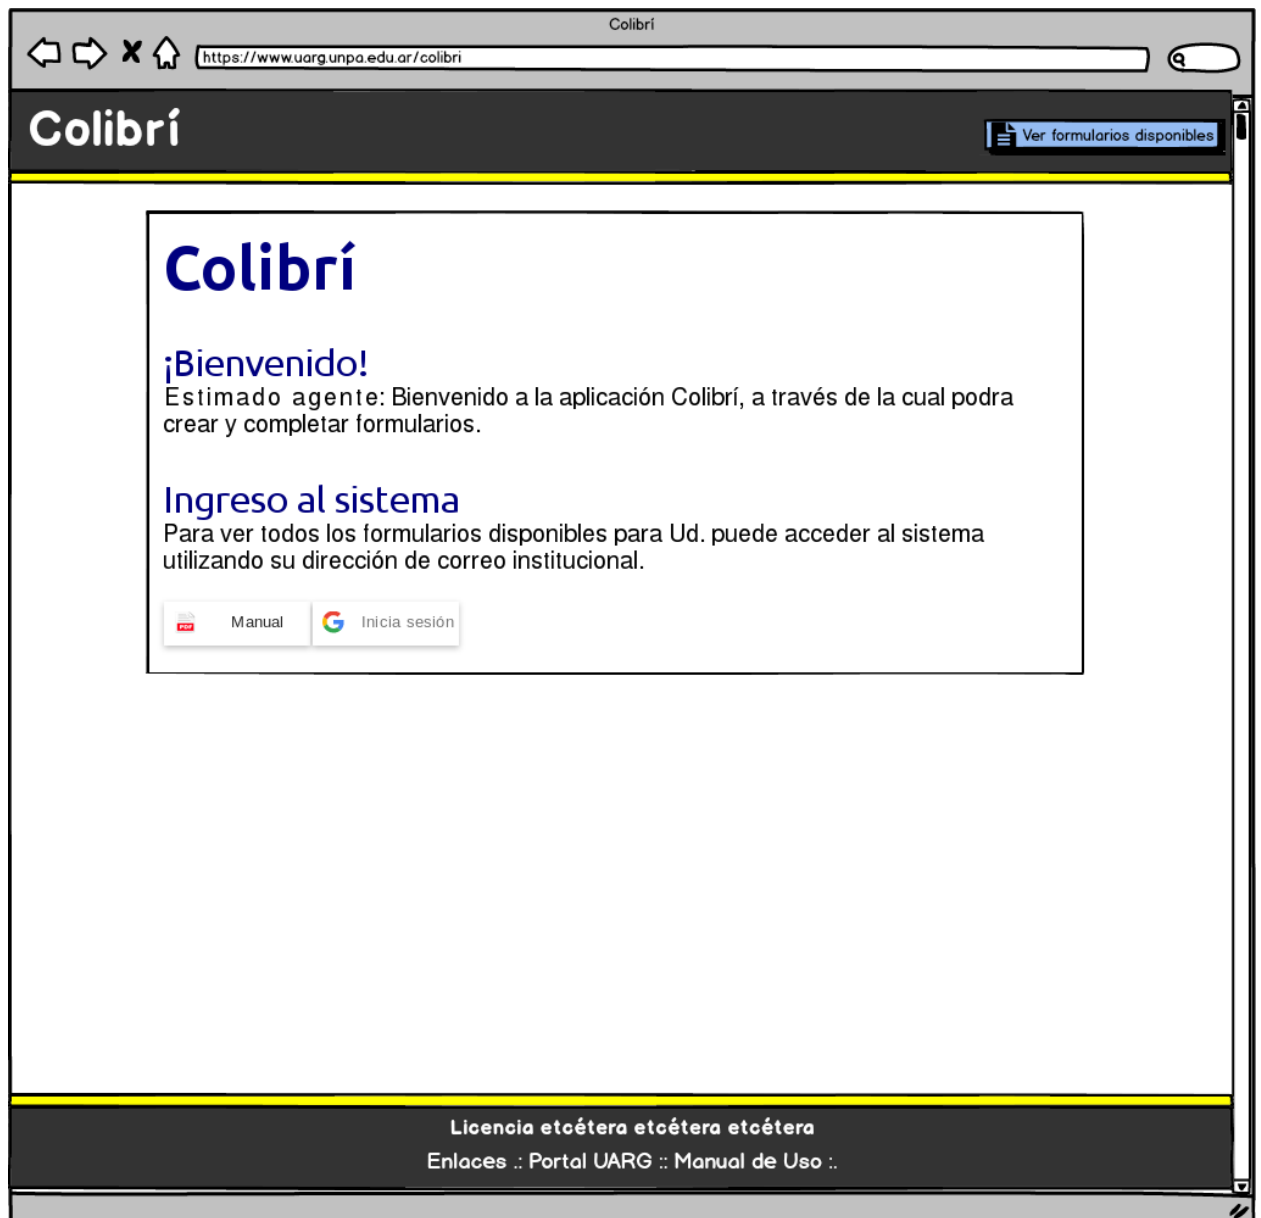 Colibrí
https://www.uarg.unpa.edu.ar/colibri
Colibrí
Ver formularios disponibles
Colibrí
¡Bienvenido!
Estimado agente: Bienvenido a la aplicación Colibrí, a través de la cual podra
crear y completar formularios.
Ingreso al sistema
Para ver todos los formularios disponibles para Ud. puede acceder al sistema
utilizando su dirección de correo institucional.
PDF Manual
Inicia sesión
Licencia etcétera etcétera etcétera
Enlaces .: Portal UARG :: Manual de Uso :.